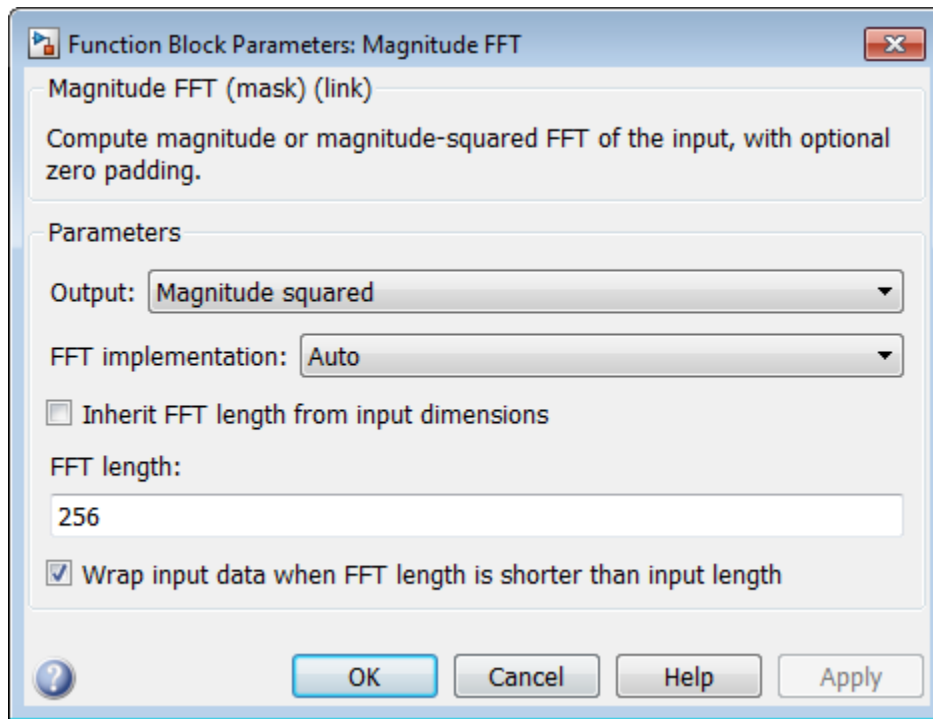 Function Block Parameters: Magnitude FFT
Magnitude FFT (mask) (link)
Compute magnitude or magnitude-squared FFT of the input, with optional
zero padding.
Parameters
Output: Magnitude squared
FFT implementation: Auto
Inherit FFT length from input dimensions
FFT length:
256
Wrap input data when FFT length is shorter than input length
? OK Cancel Help Apply